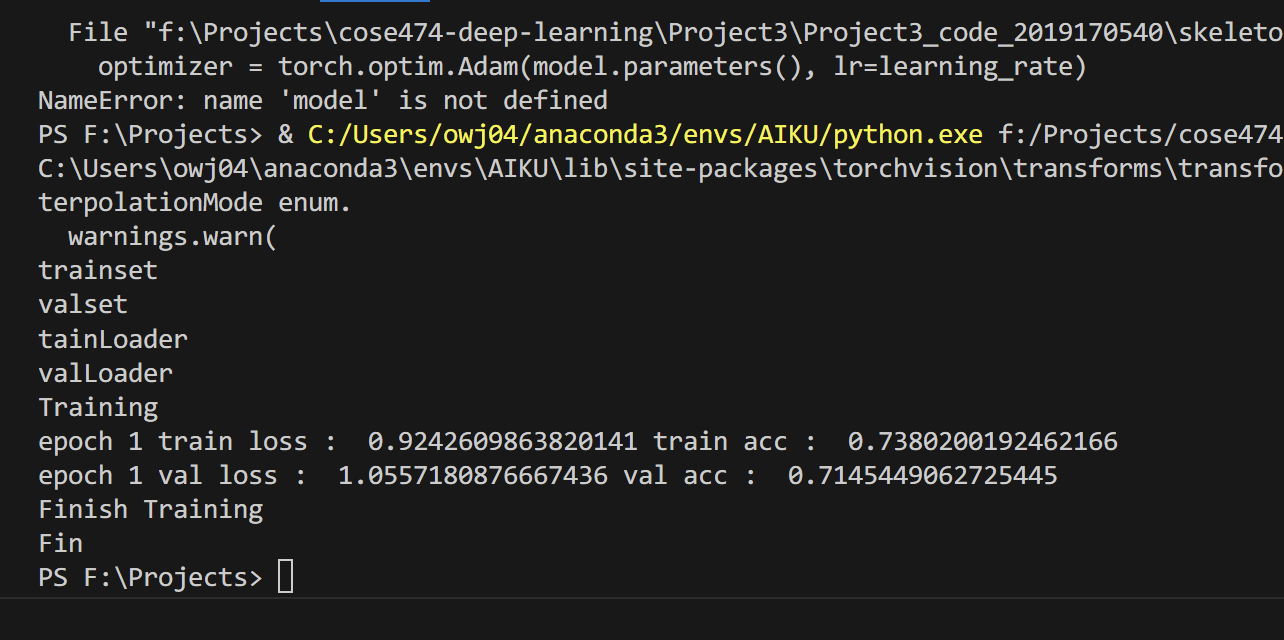 File "f:\Projects\cose474-deep-learning\Project3\Project3_code_2019170540\skeleto
optimizer = torch.optim.Adam(model.parameters(), lr=learning_rate)
NameError: name 'model' is not defined
PS F:\Projects> & C:/Users/owj04/anaconda3/envs/AIKU/python.exe f:/Projects/cose474
C:\Users\owj04\anaconda3\envs\AIKU\lib\site-packages\torchvision\transforms\transfo
terpolationMode enum.
warnings.warn(
trainset
valset
tainLoader
valLoader
Training
epoch 1 train loss :  0.9242609863820141 train acc :  0.7380200192462166
epoch 1 val loss :  1.0557180876667436 val acc :  0.7145449062725445
Finish Training
Fin
PS F:\Projects>